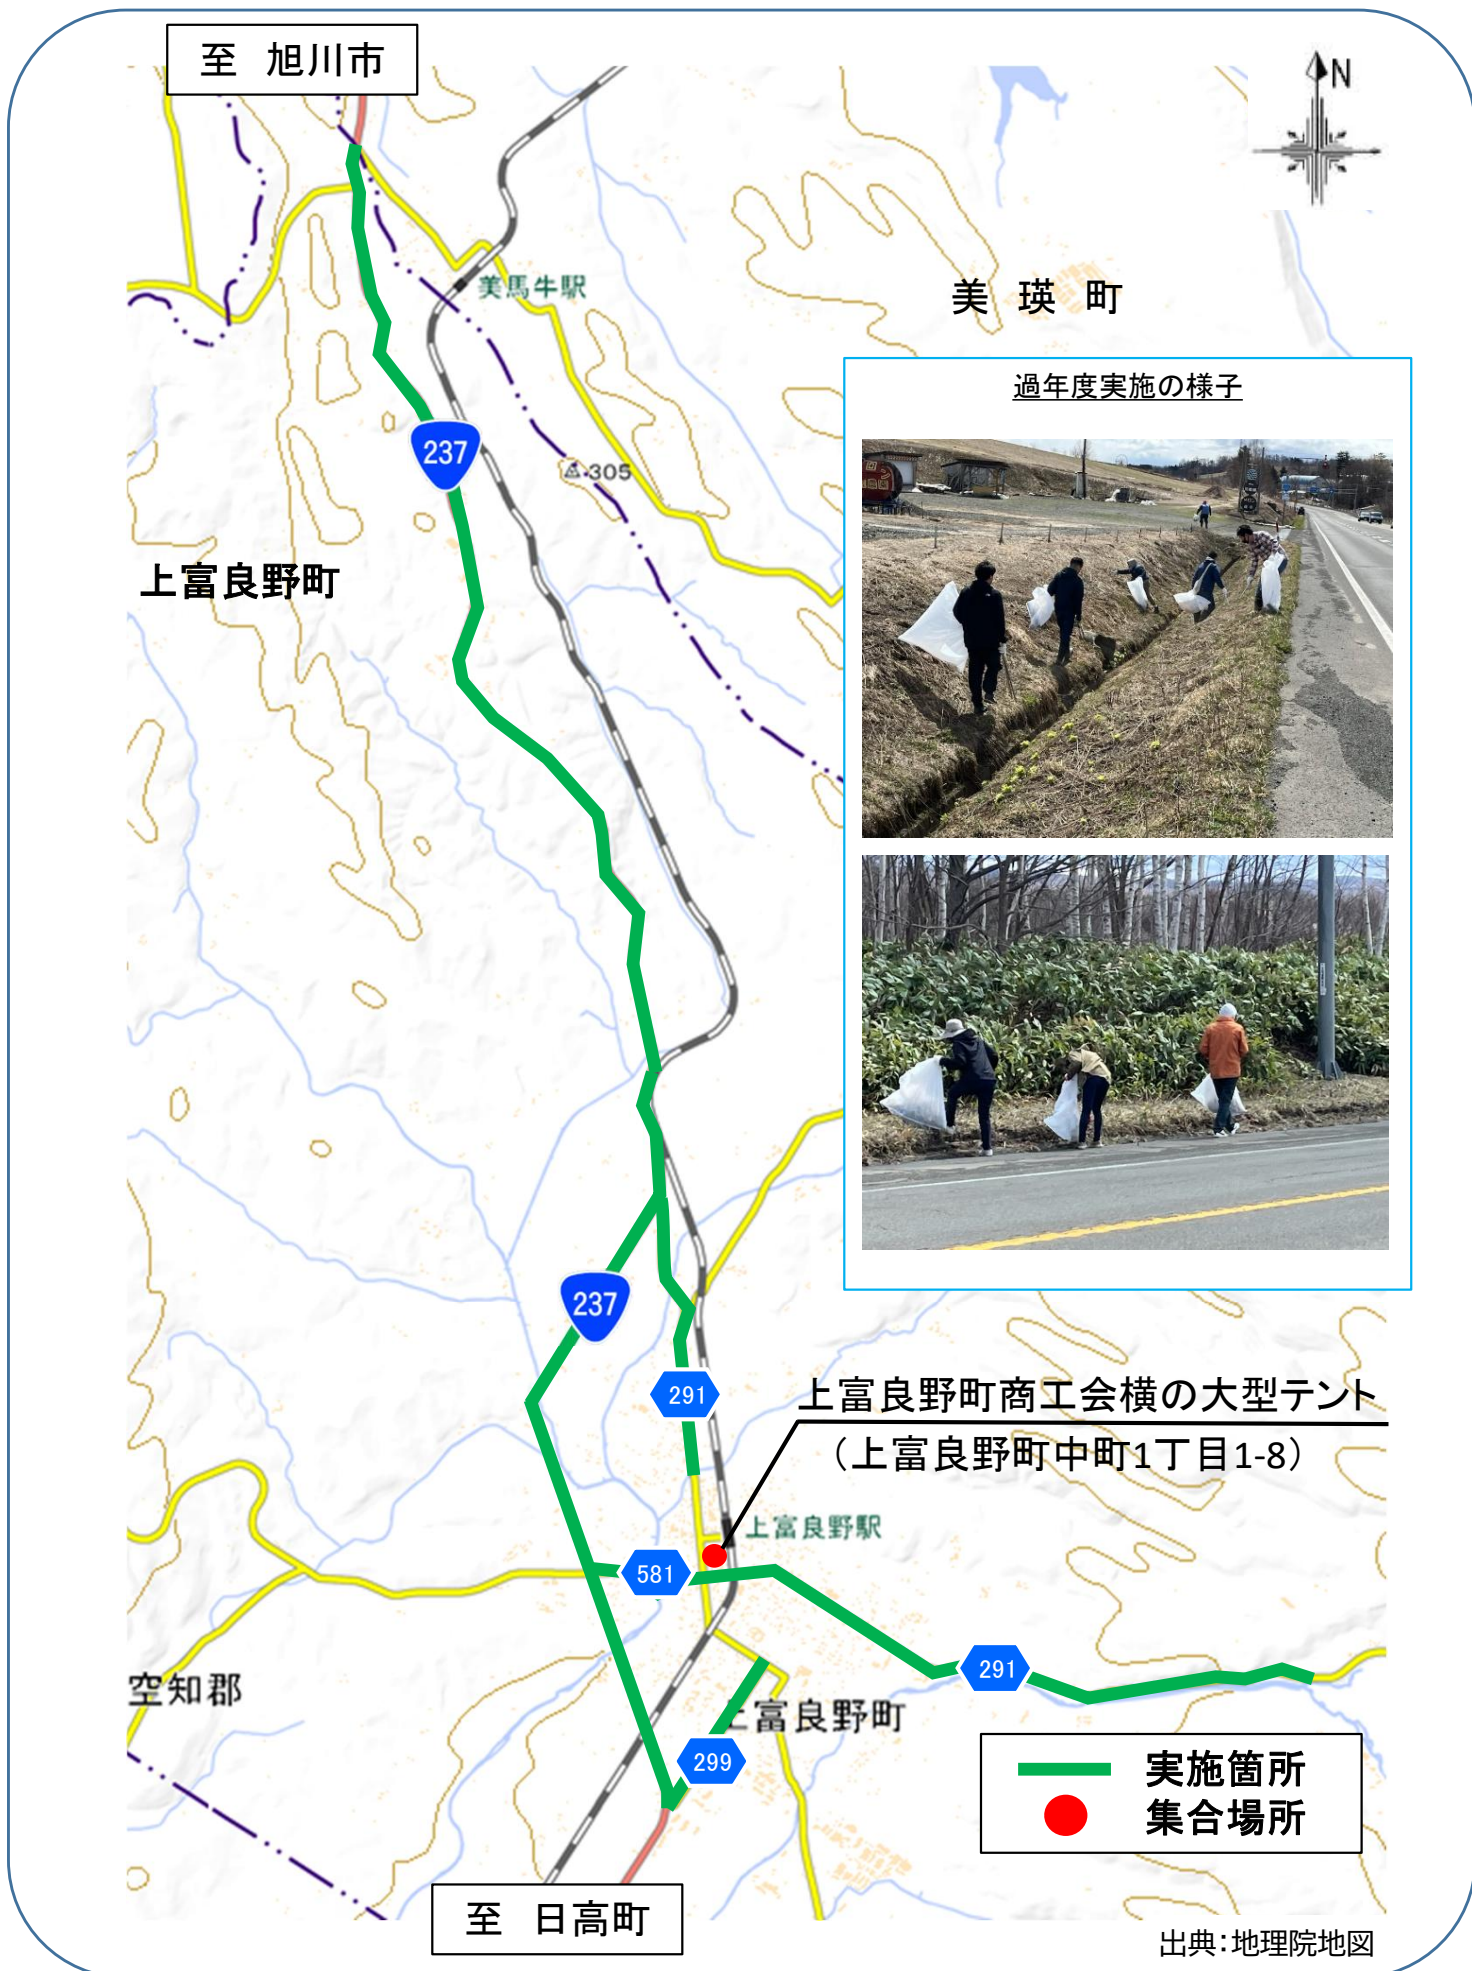 至 旭川市
N
美馬牛駅
美瑛町
過年度実施の様子
237
305
上富良野町
237
291
上富良野町商工会横の大型テント
（上富良野町中町1丁目1-8）
上富良野駅
581
291
空知郡
上富良野町
299
実施箇所
集合場所
至 日高町
出典：地理院地図